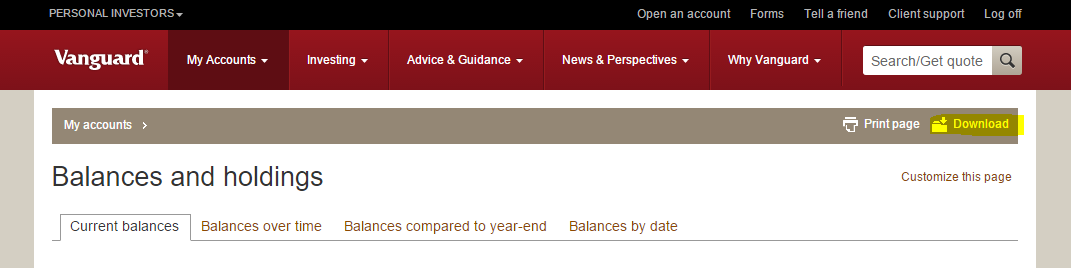 PERSONAL INVESTORS Open an account Forms Tell a friend Client support Log off
Vanguard® My Accounts Investing Advice & Guidance News & Perspectives Why Vanguard Search/Get quote
My accounts > Print page Download
Balances and holdings Customize this page
Current balances Balances over time Balances compared to year-end Balances by date